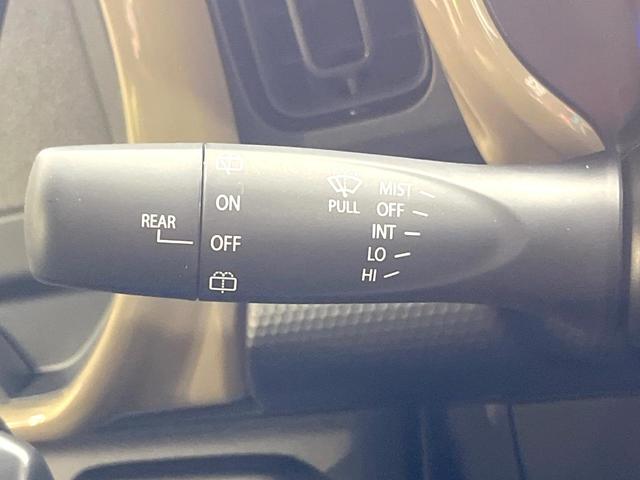 REAR
ON
OFF
PULL
MIST
OFF
INT
LO
HI